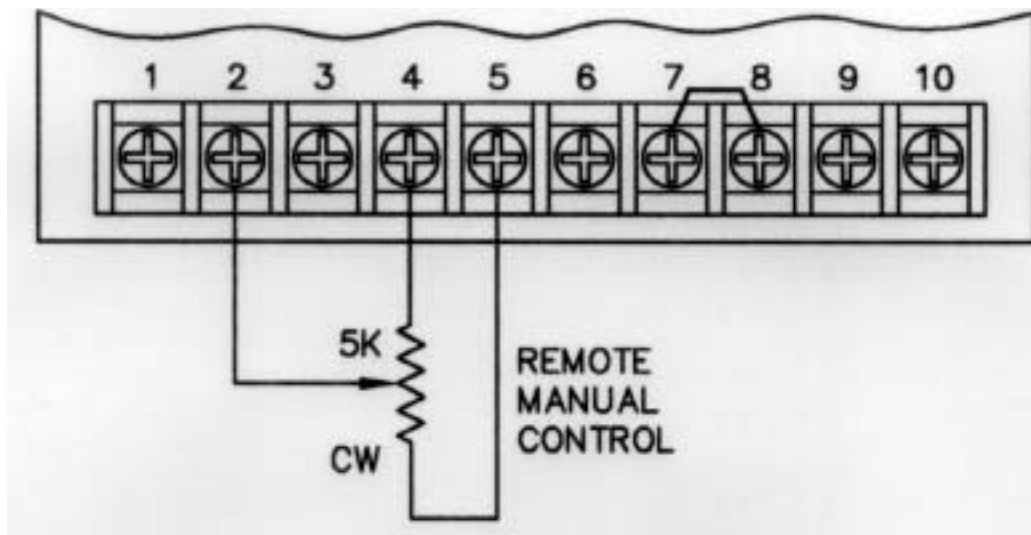 1 2 3 4 5 6 7 8 9 10
5K
CW
REMOTE
MANUAL
CONTROL